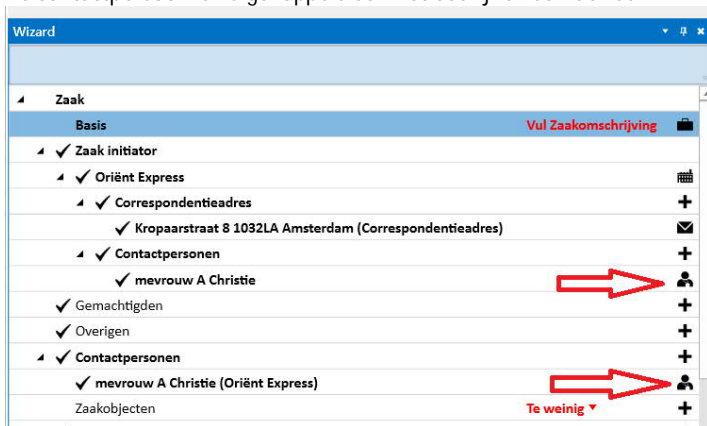 Wizard
Zaak
Basis Vul Zaakomschrijving
Zaak initiator
Oriënt Express
Correspondentieadres
Kropaarstraat 8 1032LA Amsterdam (Correspondentieadres)
Contactpersonen
mevrouw A Christie
Gemachtigden
Overigen
Contactpersonen
mevrouw A Christie (Oriënt Express)
Zaakobjecten Te weinig